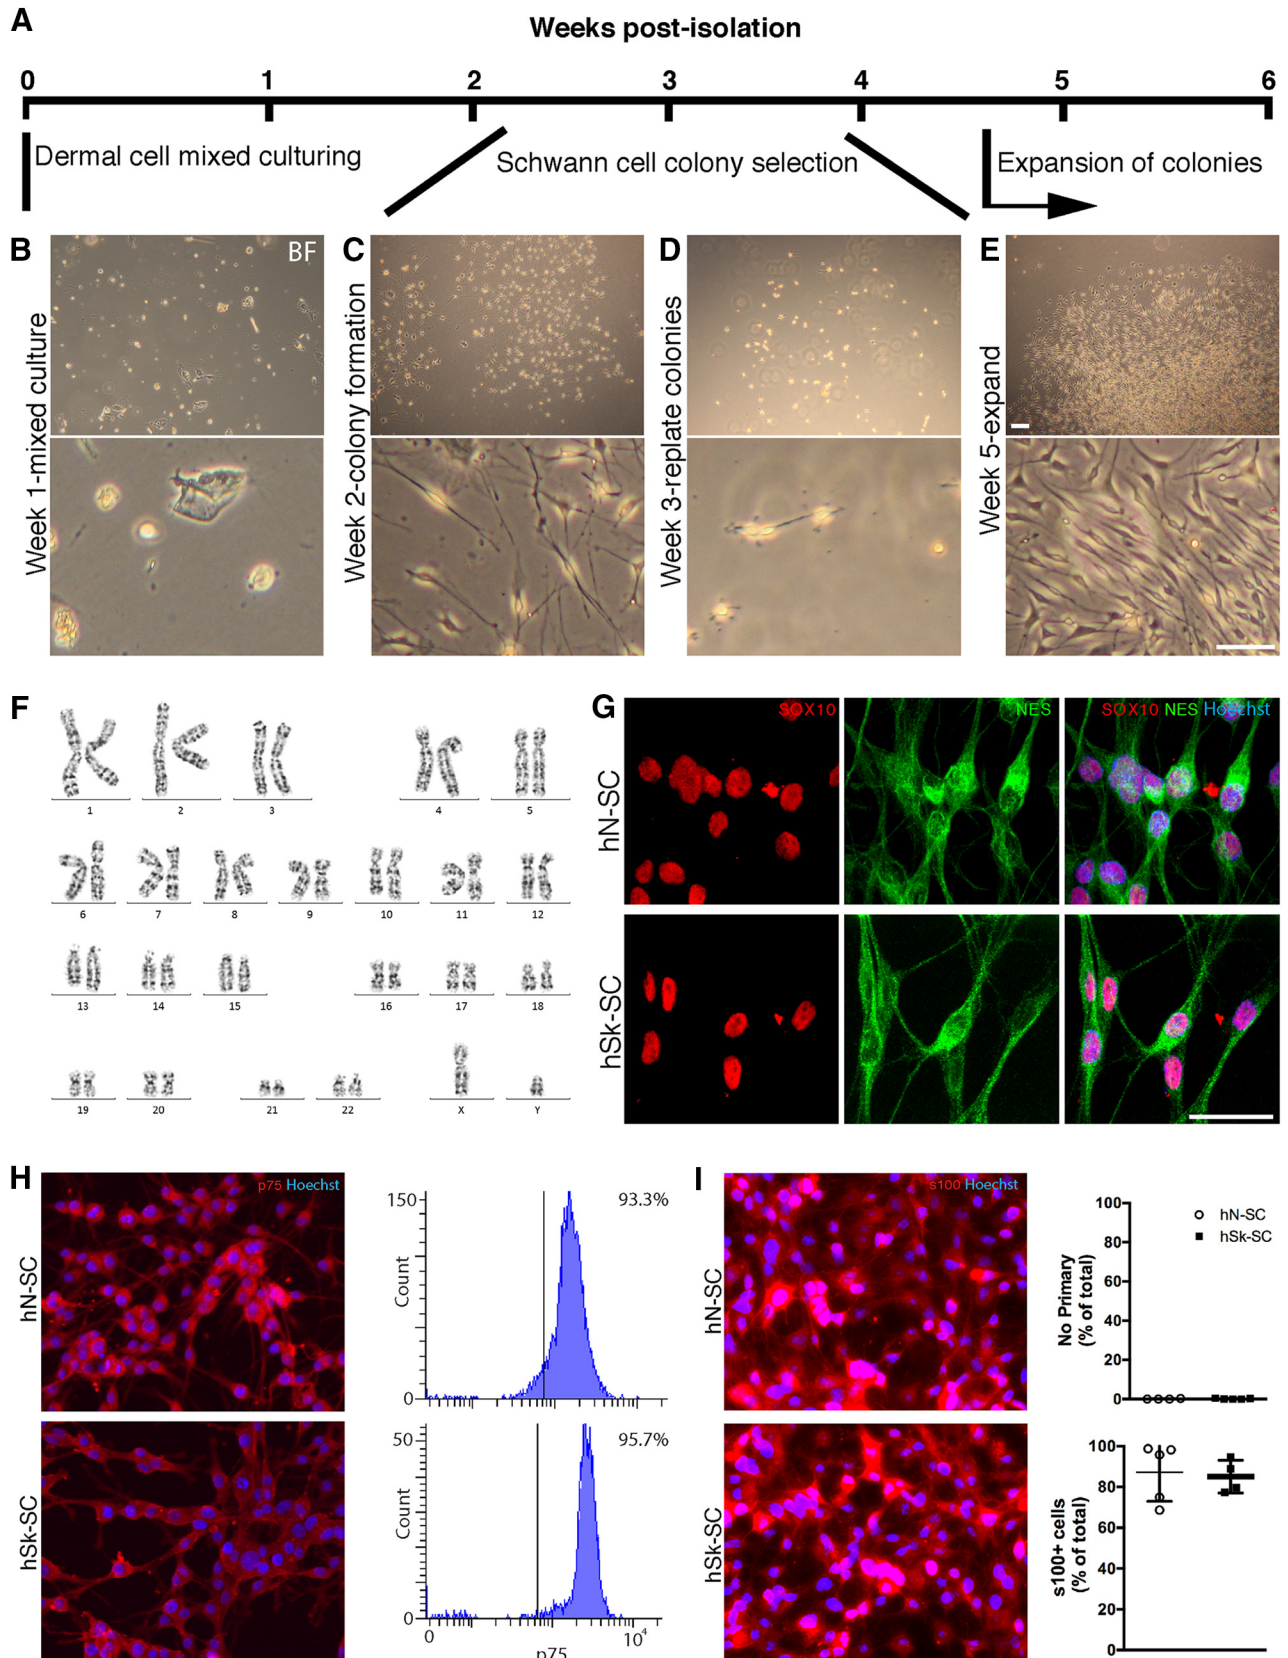 A
Weeks post-isolation
0 1 2 3 4 5 6
Dermal cell mixed culturing
Schwann cell colony selection
Expansion of colonies
B
Week 1-mixed culture
BF
C
Week 2-colony formation
D
Week 3-replate colonies
E
Week 5-expand
F
1 2 3 4 5
6 7 8 9 10 11 12
13 14 15 16 17 18
19 20 21 22 X Y
G
SOX10
NES
SOX10 NES Hoechst
hN-SC
hSk-SC
H
p75 Hoechst
hN-SC
hSk-SC
150
Count
0
93.3%
50
Count
0
95.7%
0 10⁴
p75
I
s100 Hoechst
hN-SC
hSk-SC
100
80
60
40
20
0
No Primary
(% of total)
hN-SC
hSk-SC
100
80
60
40
20
0
s100+ cells
(% of total)